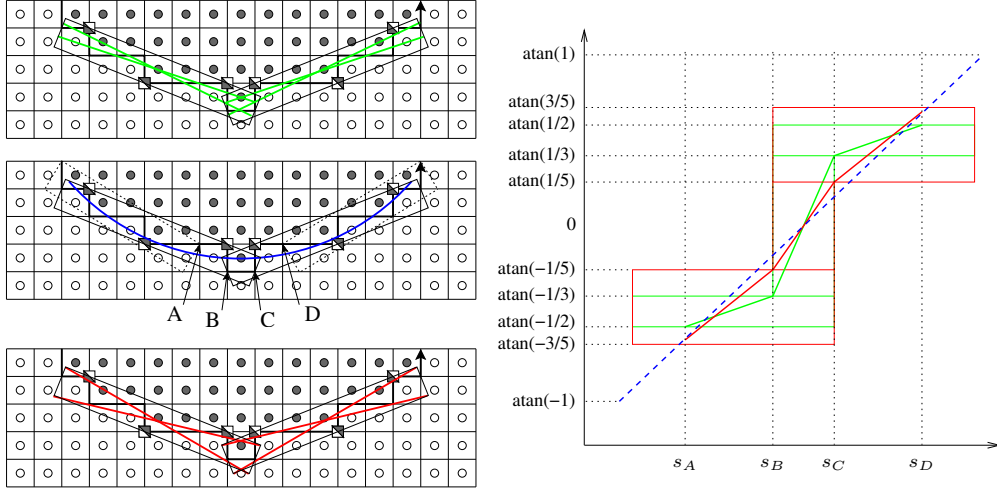 A
B
C
D
atan(1)
atan(3/5)
atan(1/2)
atan(1/3)
atan(1/5)
0
atan(−1/5)
atan(−1/3)
atan(−1/2)
atan(−3/5)
atan(−1)
s_A
s_B
s_C
s_D